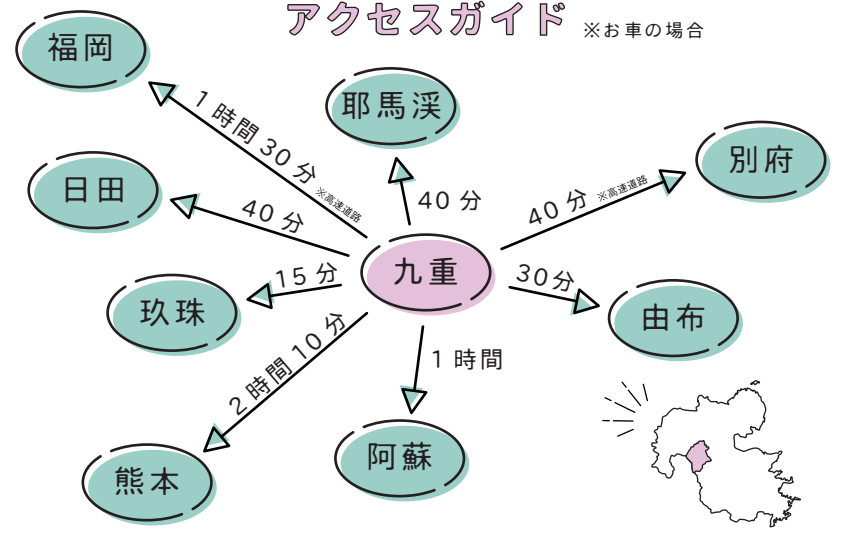 アクセスガイド ※お車の場合
福岡
1時間30分 ※高速道路
耶馬渓
40分
別府
40分 ※高速道路
日田
40分
九重
玖珠
15分
由布
30分
熊本
2時間10分
阿蘇
1時間